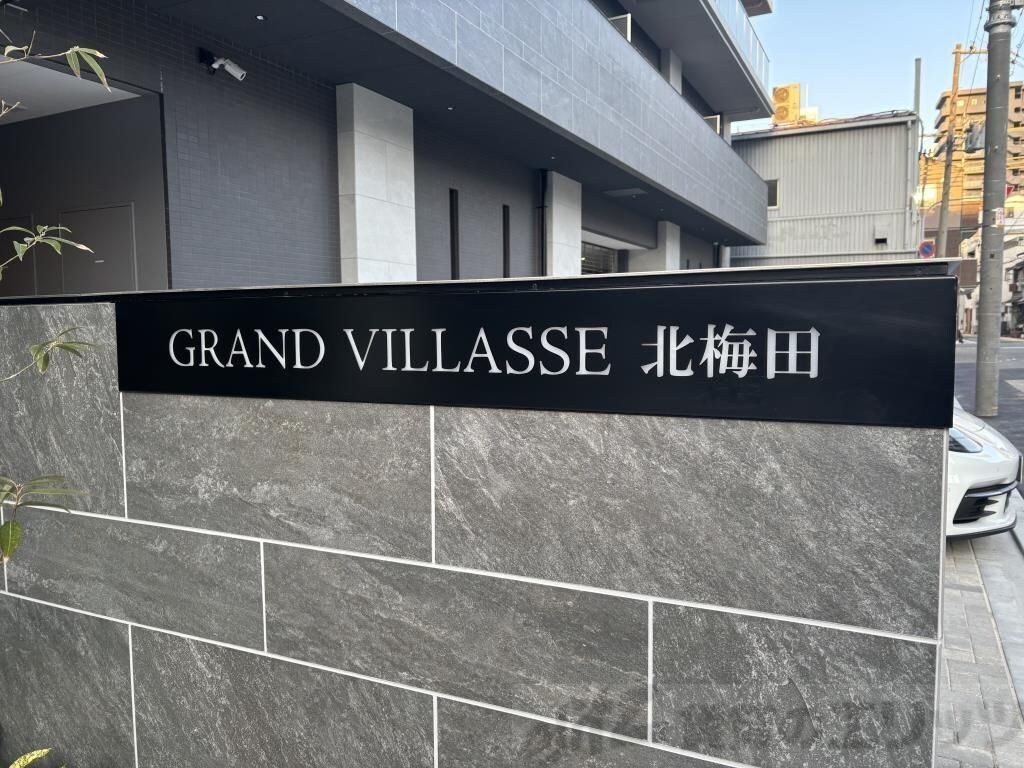 GRAND VILLASSE 北梅田